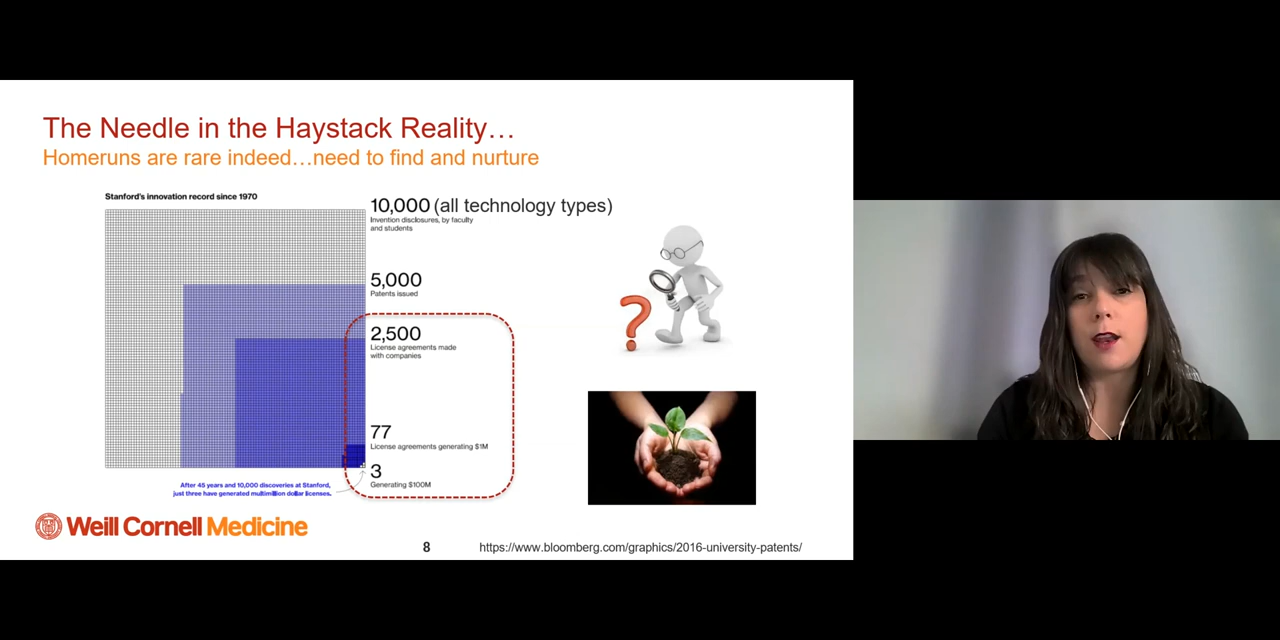 The Needle in the Haystack Reality…
Homeruns are rare indeed…need to find and nurture
Stanford's innovation record since 1970
10,000 (all technology types)
Invention disclosures, by faculty
and students
5,000
Patents issued
2,500
License agreements made
with companies
77
License agreements generating $1M
3
Generating $100M
After 45 years and 10,000 discoveries at Stanford,
just three have generated multimillion dollar licenses.
?
Weill Cornell Medicine
8
https://www.bloomberg.com/graphics/2016-university-patents/